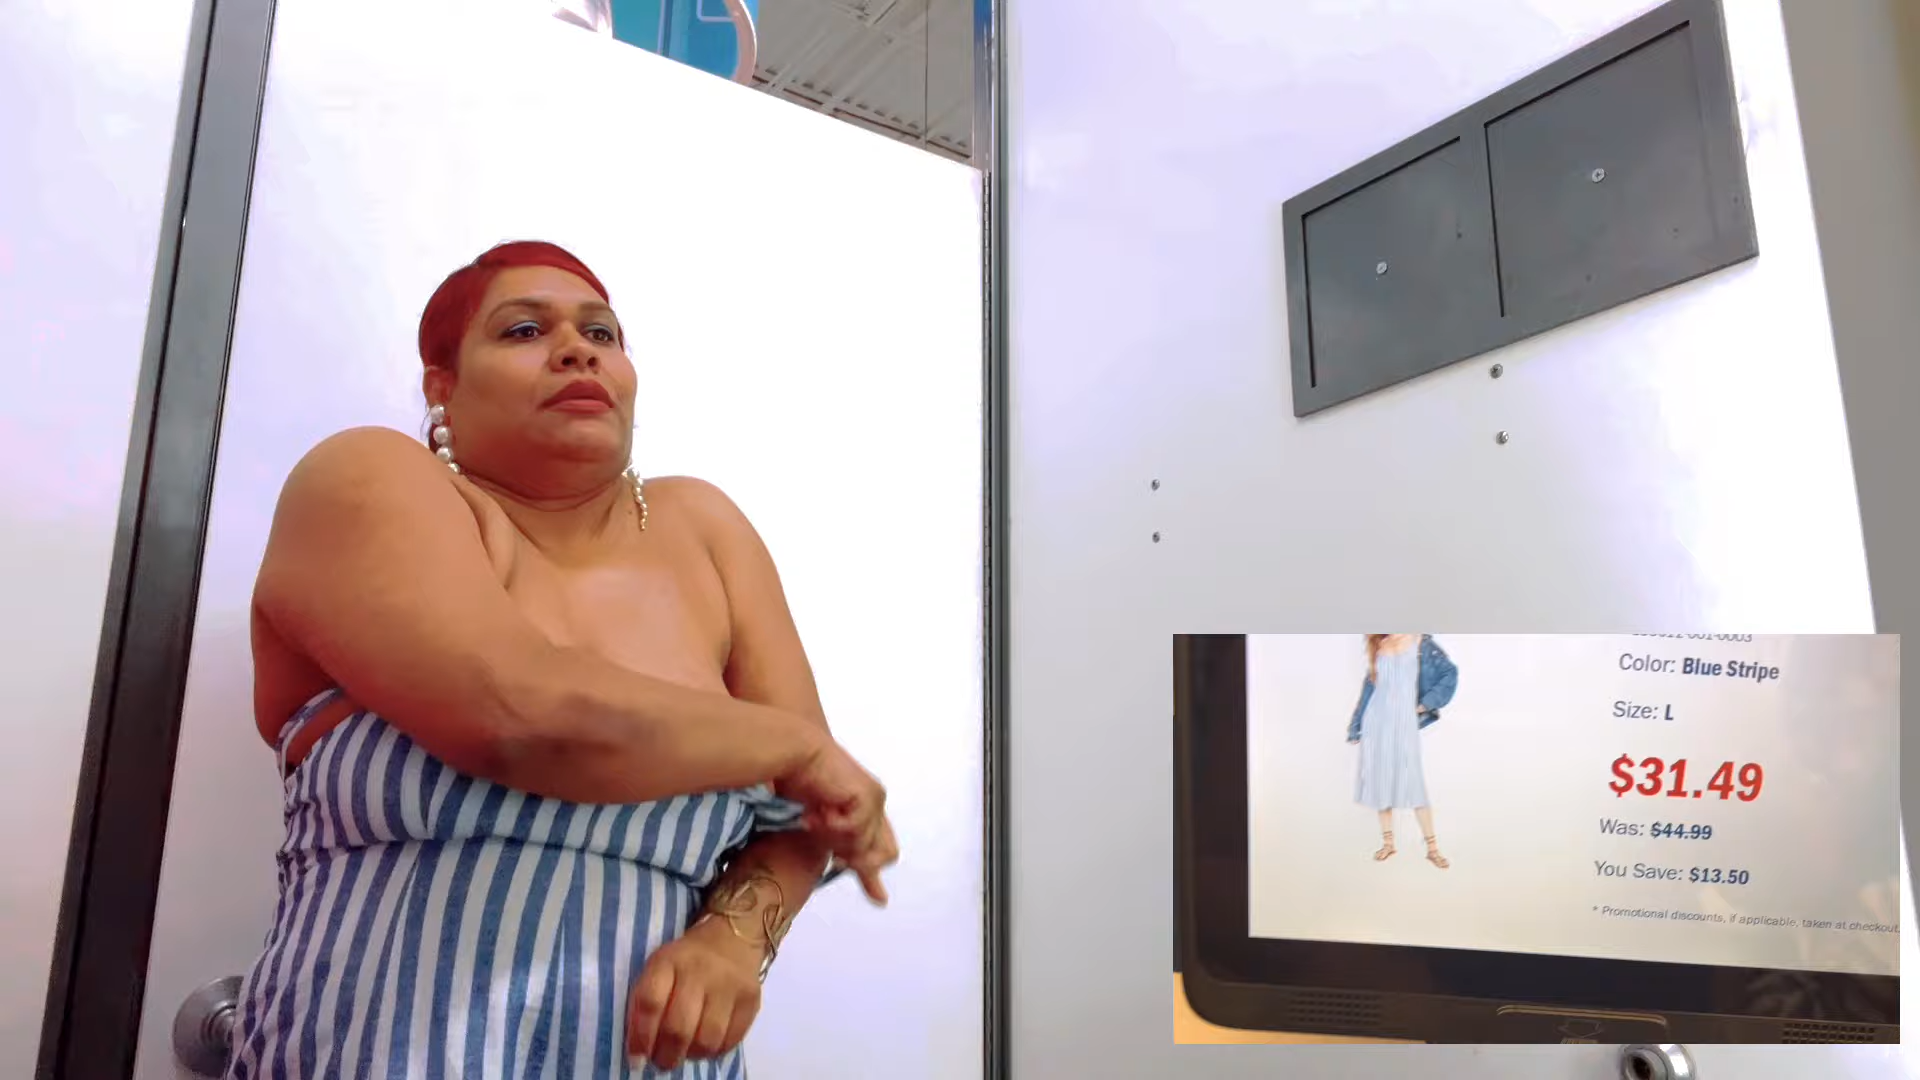 Color: Blue Stripe
Size: L
$31.49
Was: $44.99
You Save: $13.50
* Promotional discounts, if applicable, taken at checkout.